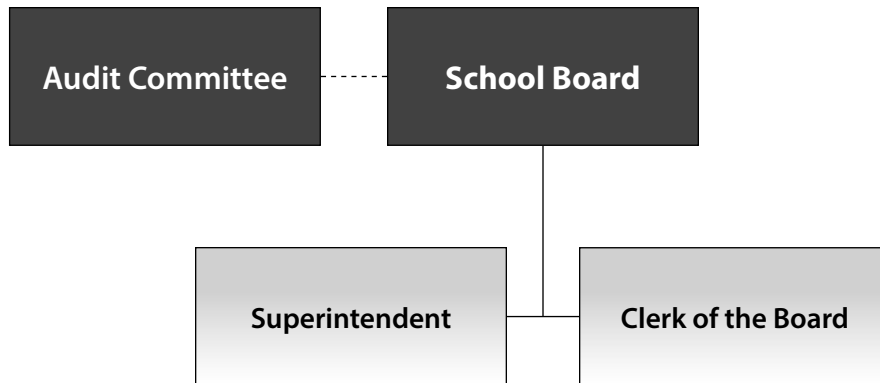 Audit Committee
School Board
Superintendent
Clerk of the Board